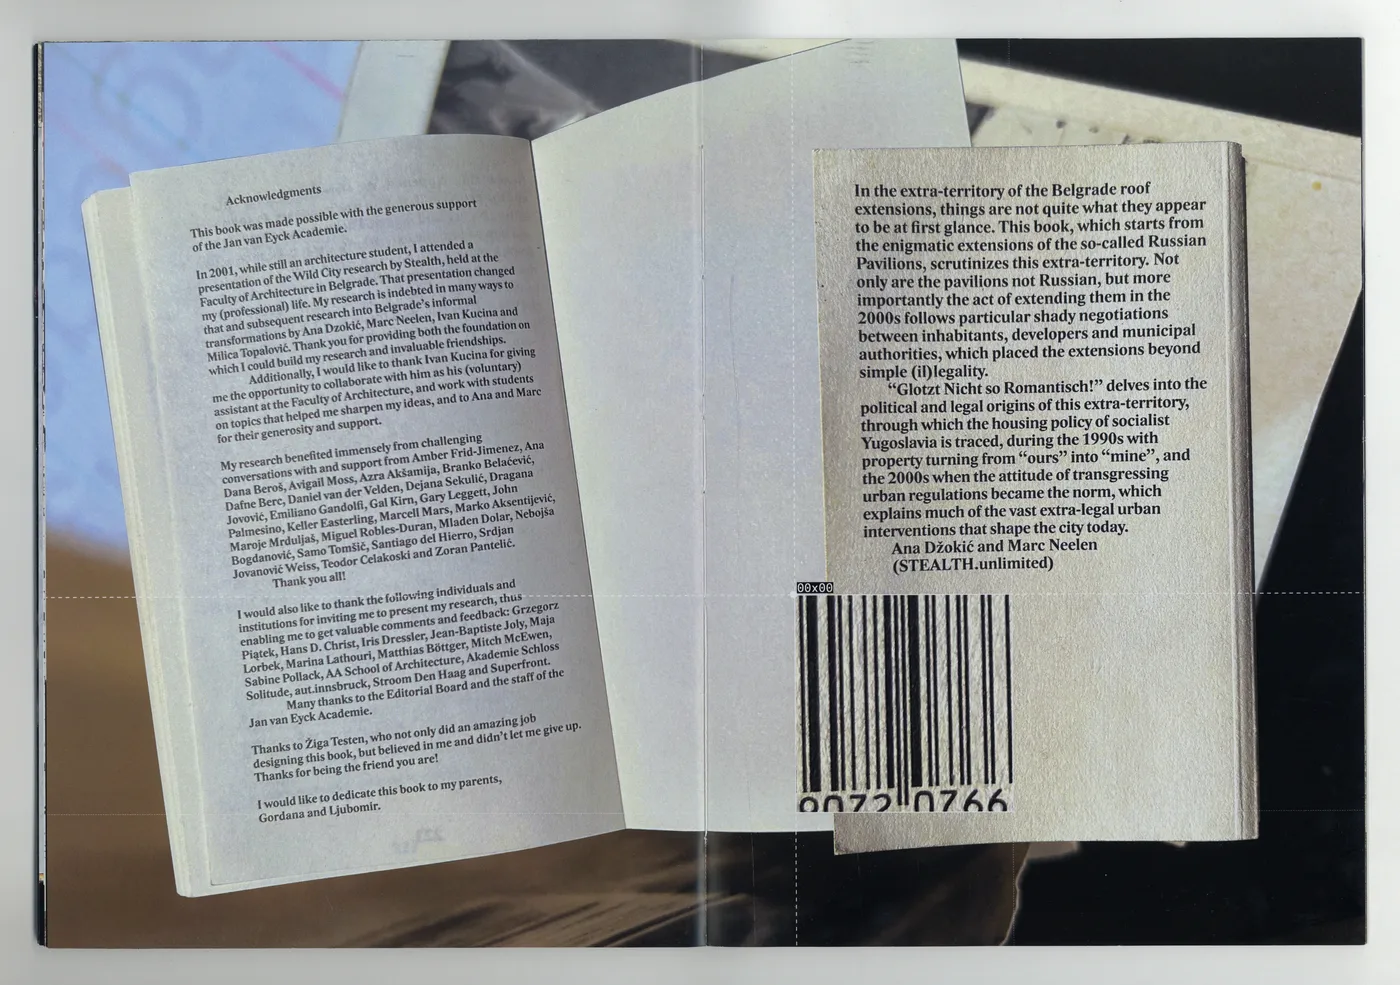 Acknowledgments
This book was made possible with the generous support
of the Jan van Eyck Academie.
In 2001, while still an architecture student, I attended a
presentation of the Wild City research by Stealth, held at the
Faculty of Architecture in Belgrade. That presentation changed
my (professional) life. My research is indebted in many ways to
that and subsequent research into Belgrade's informal
transformations by Ana Dzokić, Marc Neelen, Ivan Kucina and
Milica Topalović. Thank you for providing both the foundation on
which I could build my research and invaluable friendships.
Additionally, I would like to thank Ivan Kucina for giving
me the opportunity to collaborate with him as his (voluntary)
assistant at the Faculty of Architecture, and work with students
on topics that helped me sharpen my ideas, and to Ana and Marc
for their generosity and support.
My research benefited immensely from challenging
conversations with and support from Amber Frid-Jimenez, Ana
Dana Beroš, Avigail Moss, Azra Akšamija, Branko Belaćević,
Dafne Berc, Daniel van der Velden, Dejana Sekulić, Dragana
Jovović, Emiliano Gandolfi, Gal Kirn, Gary Leggett, John
Palmesino, Keller Easterling, Marcell Mars, Marko Aksentijević,
Maroje Mrduljaš, Miguel Robles-Duran, Mladen Dolar, Nebojša
Bogdanović, Samo Tomšič, Santiago del Hierro, Srdjan
Jovanović Weiss, Teodor Celakoski and Zoran Pantelić.
Thank you all!
I would also like to thank the following individuals and
institutions for inviting me to present my research, thus
enabling me to get valuable comments and feedback: Grzegorz
Piątek, Hans D. Christ, Iris Dressler, Jean-Baptiste Joly, Maja
Lorbek, Marina Lathouri, Matthias Böttger, Mitch McEwen,
Sabine Pollack, AA School of Architecture, Akademie Schloss
Solitude, aut.innsbruck, Stroom Den Haag and Superfront.
Many thanks to the Editorial Board and the staff of the
Jan van Eyck Academie.
Thanks to Žiga Testen, who not only did an amazing job
designing this book, but believed in me and didn't let me give up.
Thanks for being the friend you are!
I would like to dedicate this book to my parents,
Gordana and Ljubomir.
In the extra-territory of the Belgrade roof
extensions, things are not quite what they appear
to be at first glance. This book, which starts from
the enigmatic extensions of the so-called Russian
Pavilions, scrutinizes this extra-territory. Not
only are the pavilions not Russian, but more
importantly the act of extending them in the
2000s follows particular shady negotiations
between inhabitants, developers and municipal
authorities, which placed the extensions beyond
simple (il)legality.
“Glotzt Nicht so Romantisch!” delves into the
political and legal origins of this extra-territory,
through which the housing policy of socialist
Yugoslavia is traced, during the 1990s with
property turning from “ours” into “mine”, and
the 2000s when the attitude of transgressing
urban regulations became the norm, which
explains much of the vast extra-legal urban
interventions that shape the city today.
Ana Džokić and Marc Neelen
(STEALTH.unlimited)
00x00
9072 0766